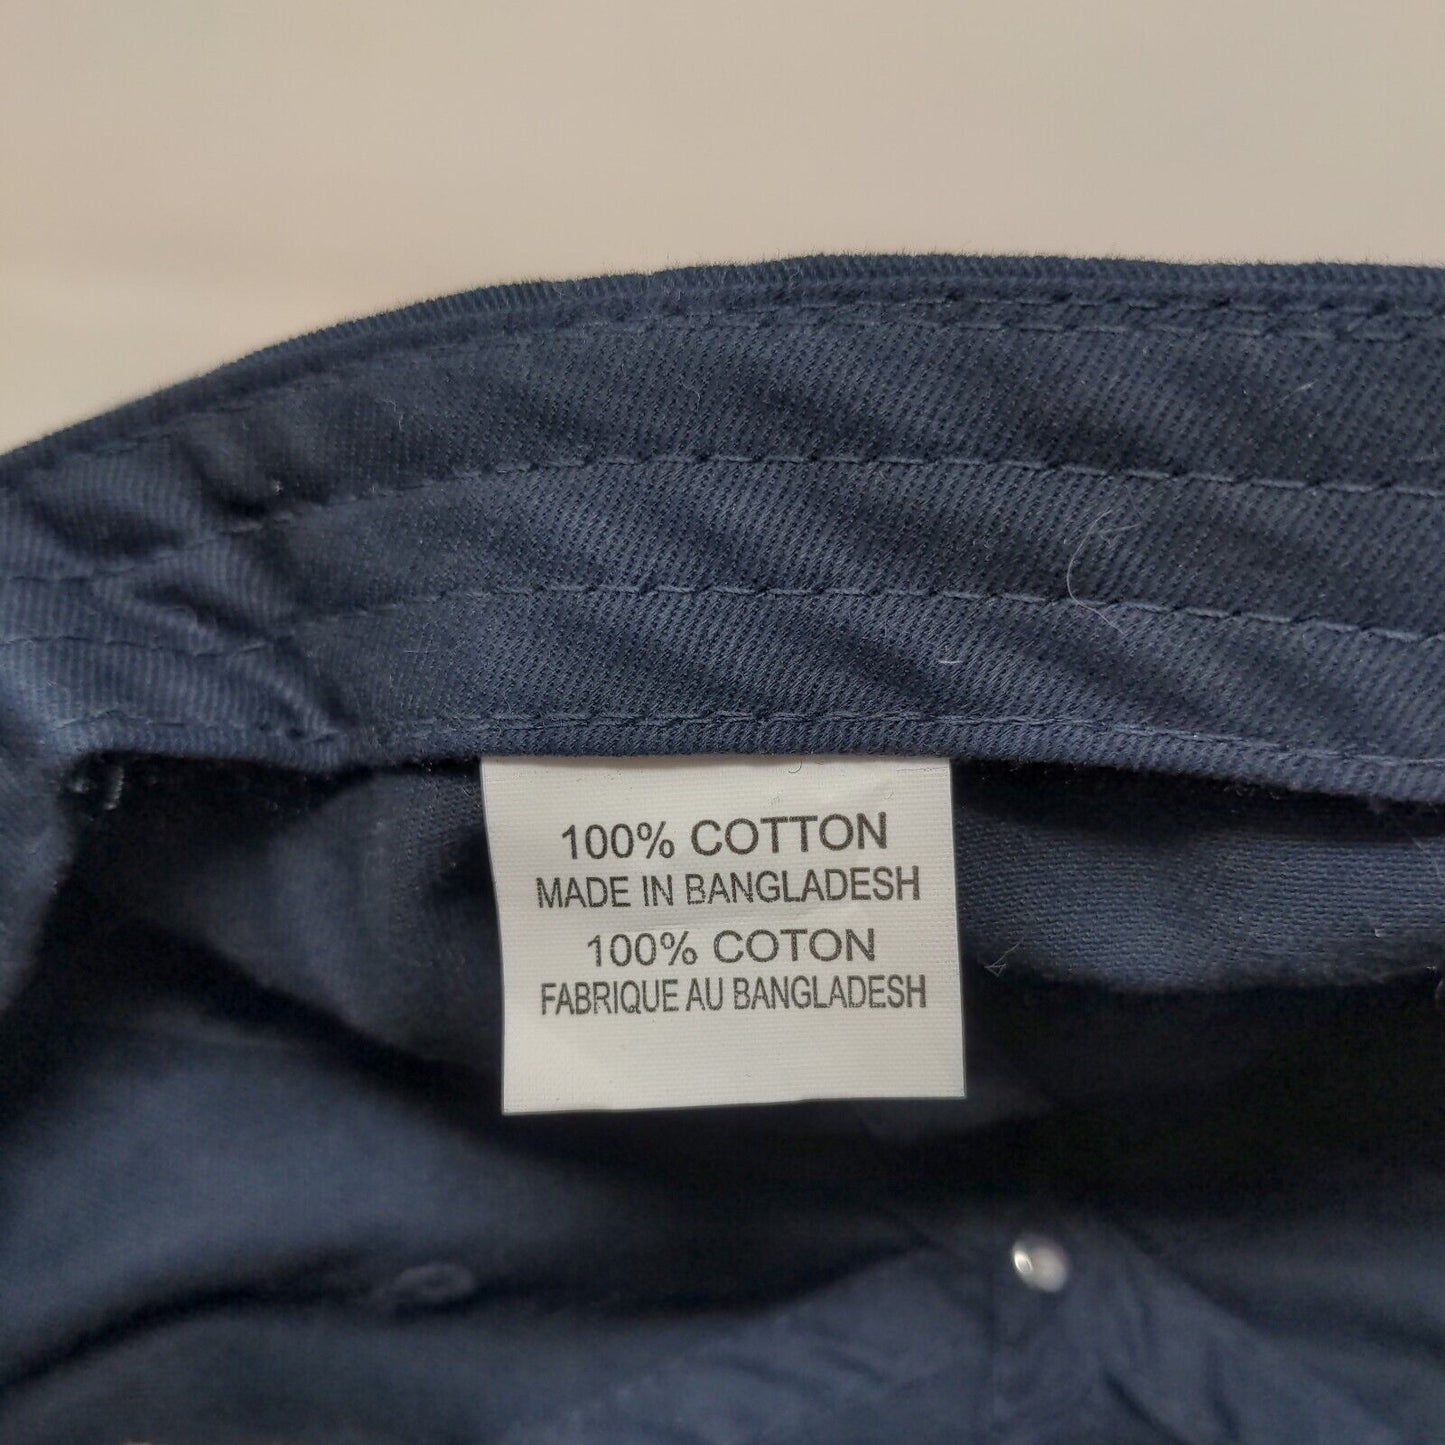 100% COTTON
MADE IN BANGLADESH
100% COTON
FABRIQUE AU BANGLADESH